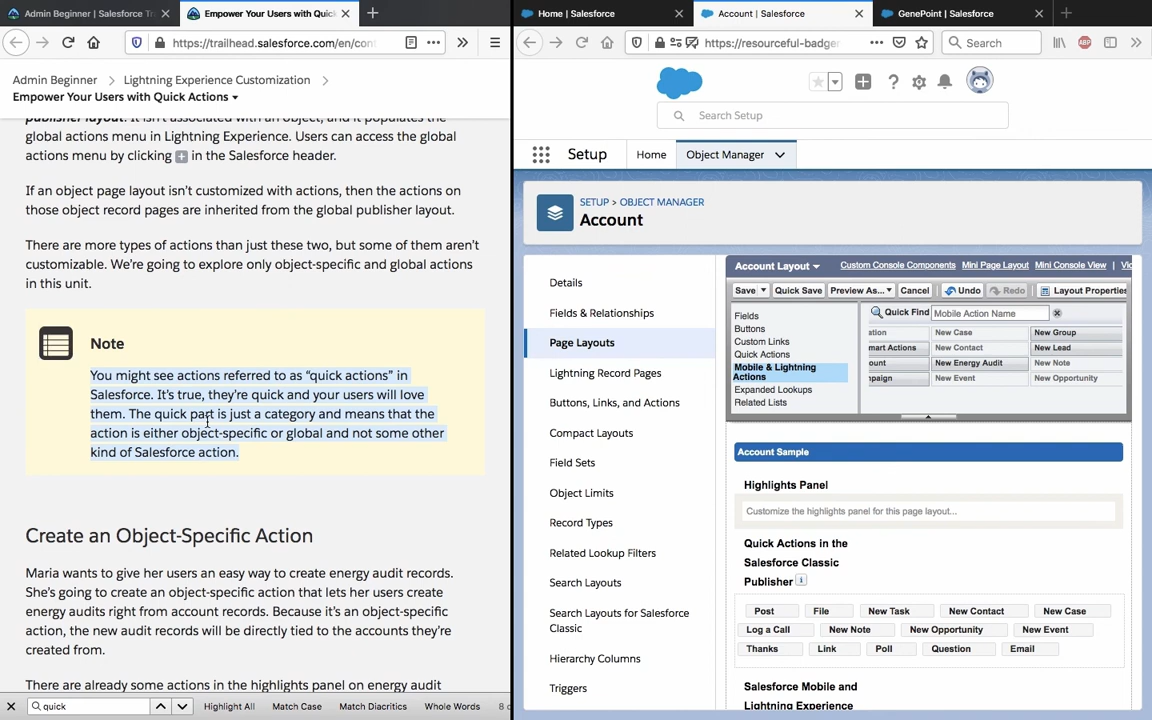 Admin Beginner | Salesforce Tr
Empower Your Users with Quick
https://trailhead.salesforce.com/en/con
Admin Beginner
Lightning Experience Customization
Empower Your Users with Quick Actions
publisher layout. It isn't associated with an object, and it populates the
global actions menu in Lightning Experience. Users can access the global
actions menu by clicking in the Salesforce header.
If an object page layout isn't customized with actions, then the actions on
those object record pages are inherited from the global publisher layout.
There are more types of actions than just these two, but some of them aren't
customizable. We're going to explore only object-specific and global actions
in this unit.
Note
You might see actions referred to as "quick actions" in
Salesforce. It's true, they're quick and your users will love
them. The quick part is just a category and means that the
action is either object-specific or global and not some other
kind of Salesforce action.
Create an Object-Specific Action
Maria wants to give her users an easy way to create energy audit records.
She's going to create an object-specific action that lets her users create
energy audits right from account records. Because it's an object-specific
action, the new audit records will be directly tied to the accounts they're
created from.
There are already some actions in the highlights panel on energy audit
quick
Highlight All
Match Case
Match Diacritics
Whole Words
8 o
Home | Salesforce
Account | Salesforce
GenePoint | Salesforce
https://resourceful-badger
Search
ABP
Search Setup
Setup
Home
Object Manager
SETUP > OBJECT MANAGER
Account
Details
Fields & Relationships
Page Layouts
Lightning Record Pages
Buttons, Links, and Actions
Compact Layouts
Field Sets
Object Limits
Record Types
Related Lookup Filters
Search Layouts
Search Layouts for Salesforce
Classic
Hierarchy Columns
Triggers
Account Layout
Custom Console Components
Mini Page Layout
Mini Console View
|
Vic
Save
Quick Save
Preview As...
Cancel
Undo
Redo
Layout Properties
Fields
Buttons
Custom Links
Quick Actions
Mobile & Lightning
Actions
Expanded Lookups
Related Lists
Quick Find
Mobile Action Name
ation
New Case
New Group
mart Actions
New Contact
New Lead
ount
New Energy Audit
New Note
paign
New Event
New Opportunity
Account Sample
Highlights Panel
Customize the highlights panel for this page layout...
Quick Actions in the
Salesforce Classic
Publisher
Post
File
New Task
New Contact
New Case
Log a Call
New Note
New Opportunity
New Event
Thanks
Link
Poll
Question
Email
Salesforce Mobile and
Lightning Experience